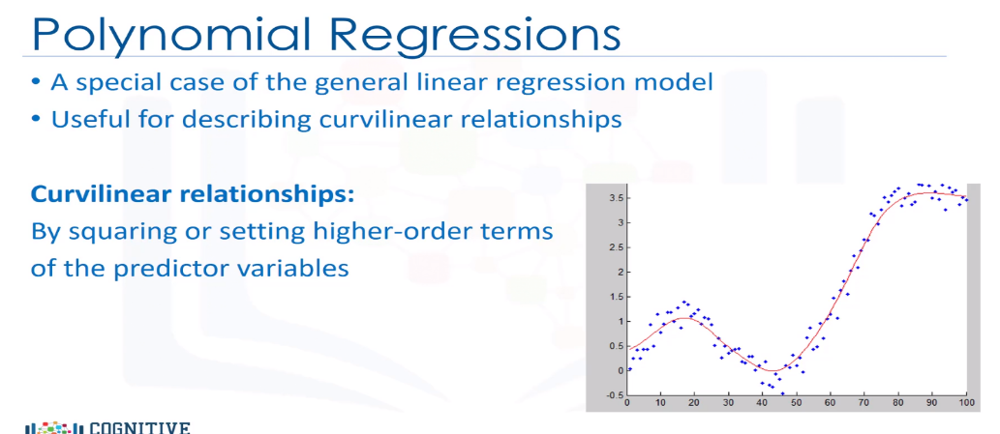 Polynomial Regressions
• A special case of the general linear regression model
• Useful for describing curvilinear relationships
Curvilinear relationships:
By squaring or setting higher-order terms
of the predictor variables
3.5
3
2.5
2
1.5
1
0.5
0
-0.5
0 10 20 30 40 50 60 70 80 90 100
COGNITIVE